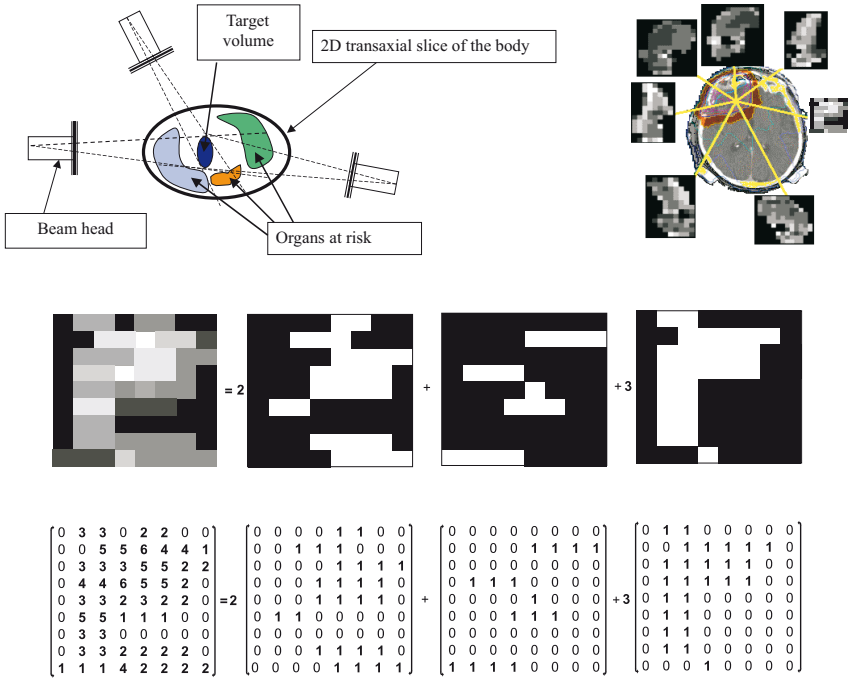 Target
volume
2D transaxial slice of the body
Beam head
Organs at risk
= 2 + + 3
0 3 3 0 2 2 0 0 0 0 0 0 1 1 0 0 0 0 0 0 0 0 0 0 0 1 1 0 0 0 0 0
0 0 5 5 6 4 4 1 0 0 1 1 1 0 0 0 0 0 0 0 1 1 1 1 0 0 1 1 1 1 1 0
0 3 3 3 5 5 2 2 0 0 0 0 1 1 1 1 0 0 0 0 0 0 0 0 0 1 1 1 1 1 0 0
0 4 4 6 5 5 2 0 0 0 0 1 1 1 1 0 0 1 1 1 0 0 0 0 0 1 1 1 1 1 0 0
0 3 3 2 3 2 2 0 = 2 0 0 0 1 1 1 1 0 + 0 0 0 0 1 0 0 0 + 3 0 1 1 0 0 0 0 0
0 5 5 1 1 1 0 0 0 1 1 0 0 0 0 0 0 0 0 1 1 1 0 0 0 1 1 0 0 0 0 0
0 3 3 0 0 0 0 0 0 0 0 0 0 0 0 0 0 0 0 0 0 0 0 0 0 1 1 0 0 0 0 0
0 3 3 2 2 2 2 0 0 0 0 1 1 1 1 0 0 0 0 0 0 0 0 0 0 1 1 0 0 0 0 0
1 1 1 4 2 2 2 2 0 0 0 0 1 1 1 1 1 1 1 1 0 0 0 0 0 0 0 1 0 0 0 0